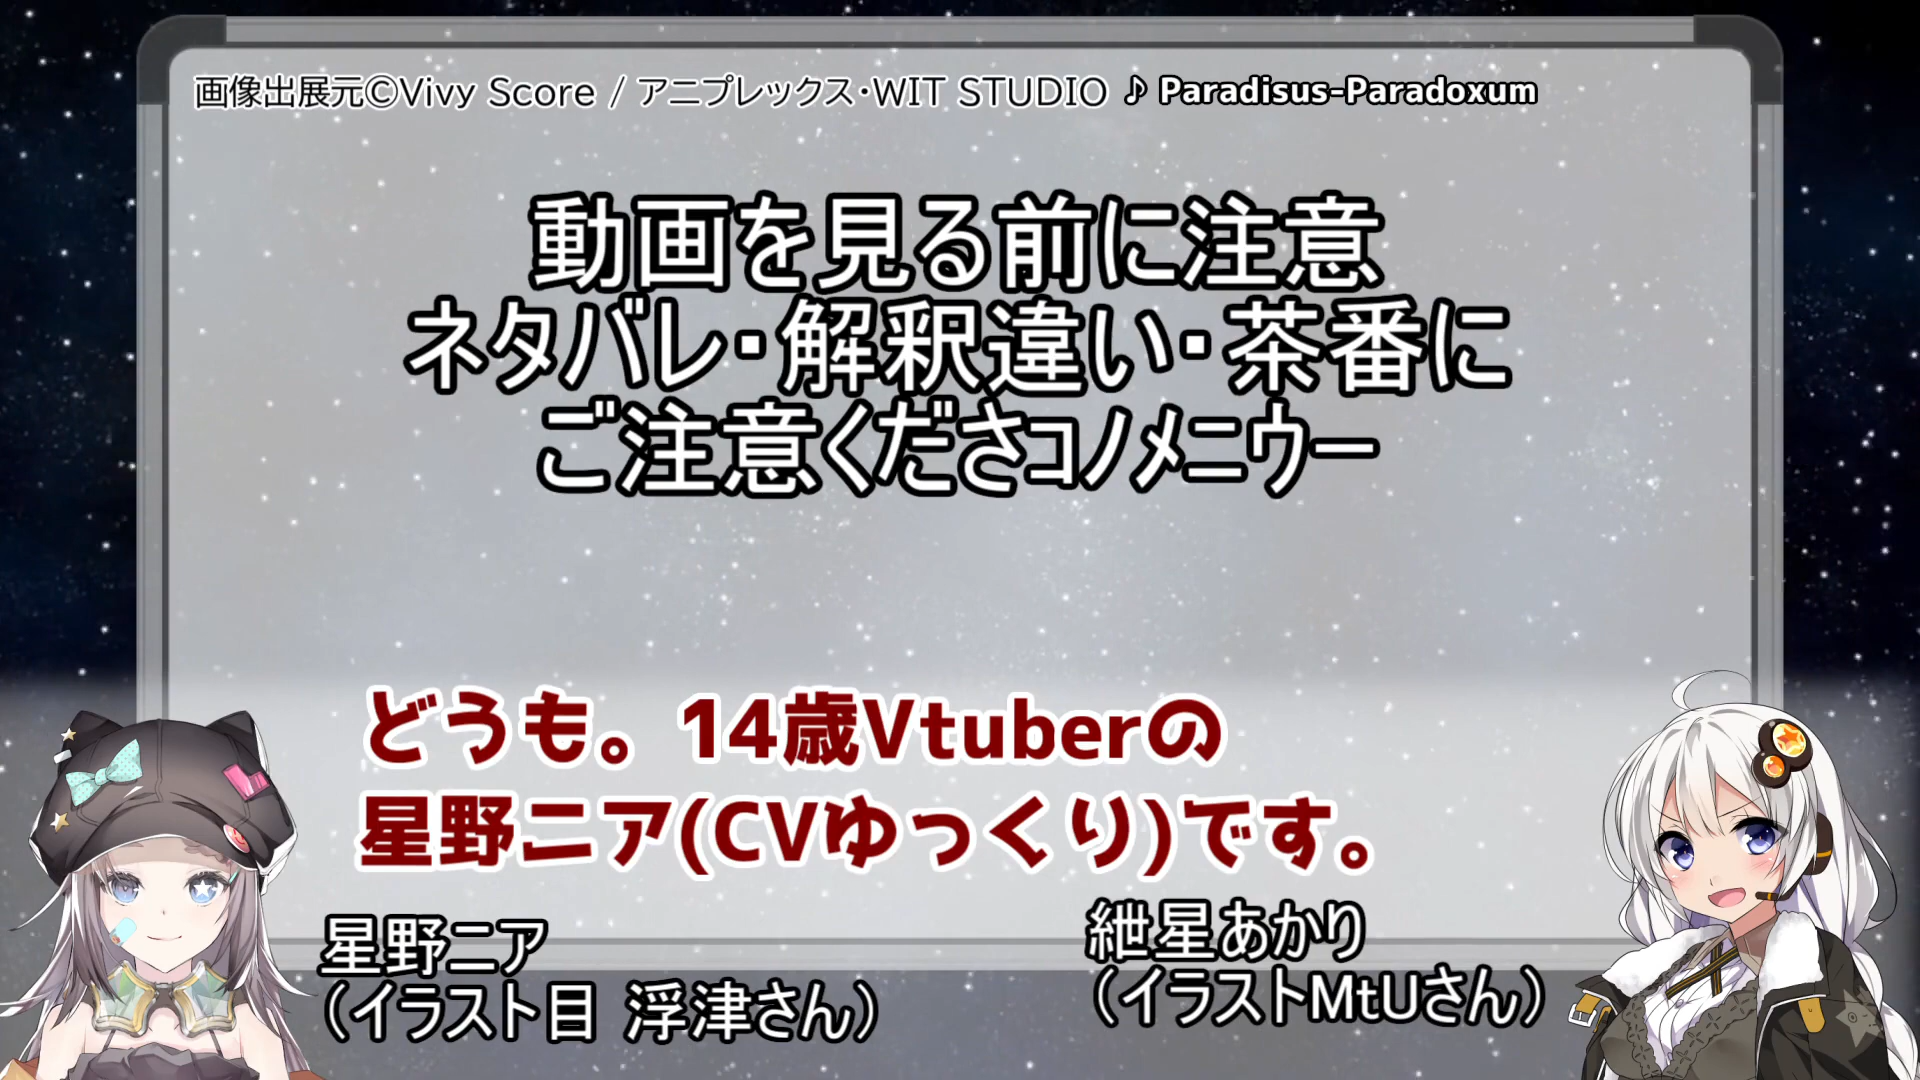 画像出展元©Vivy Score / アニプレックス・WIT STUDIO ♪ Paradisus-Paradoxum
動画を見る前に注意
ネタバレ・解釈違い・茶番に
ご注意くださｺﾉﾒﾆｳー
どうも。14歳Vtuberの
星野ニア(CVゆっくり)です。
星野ニア
（イラスト目 浮津さん）
紲星あかり
（イラストMtUさん）